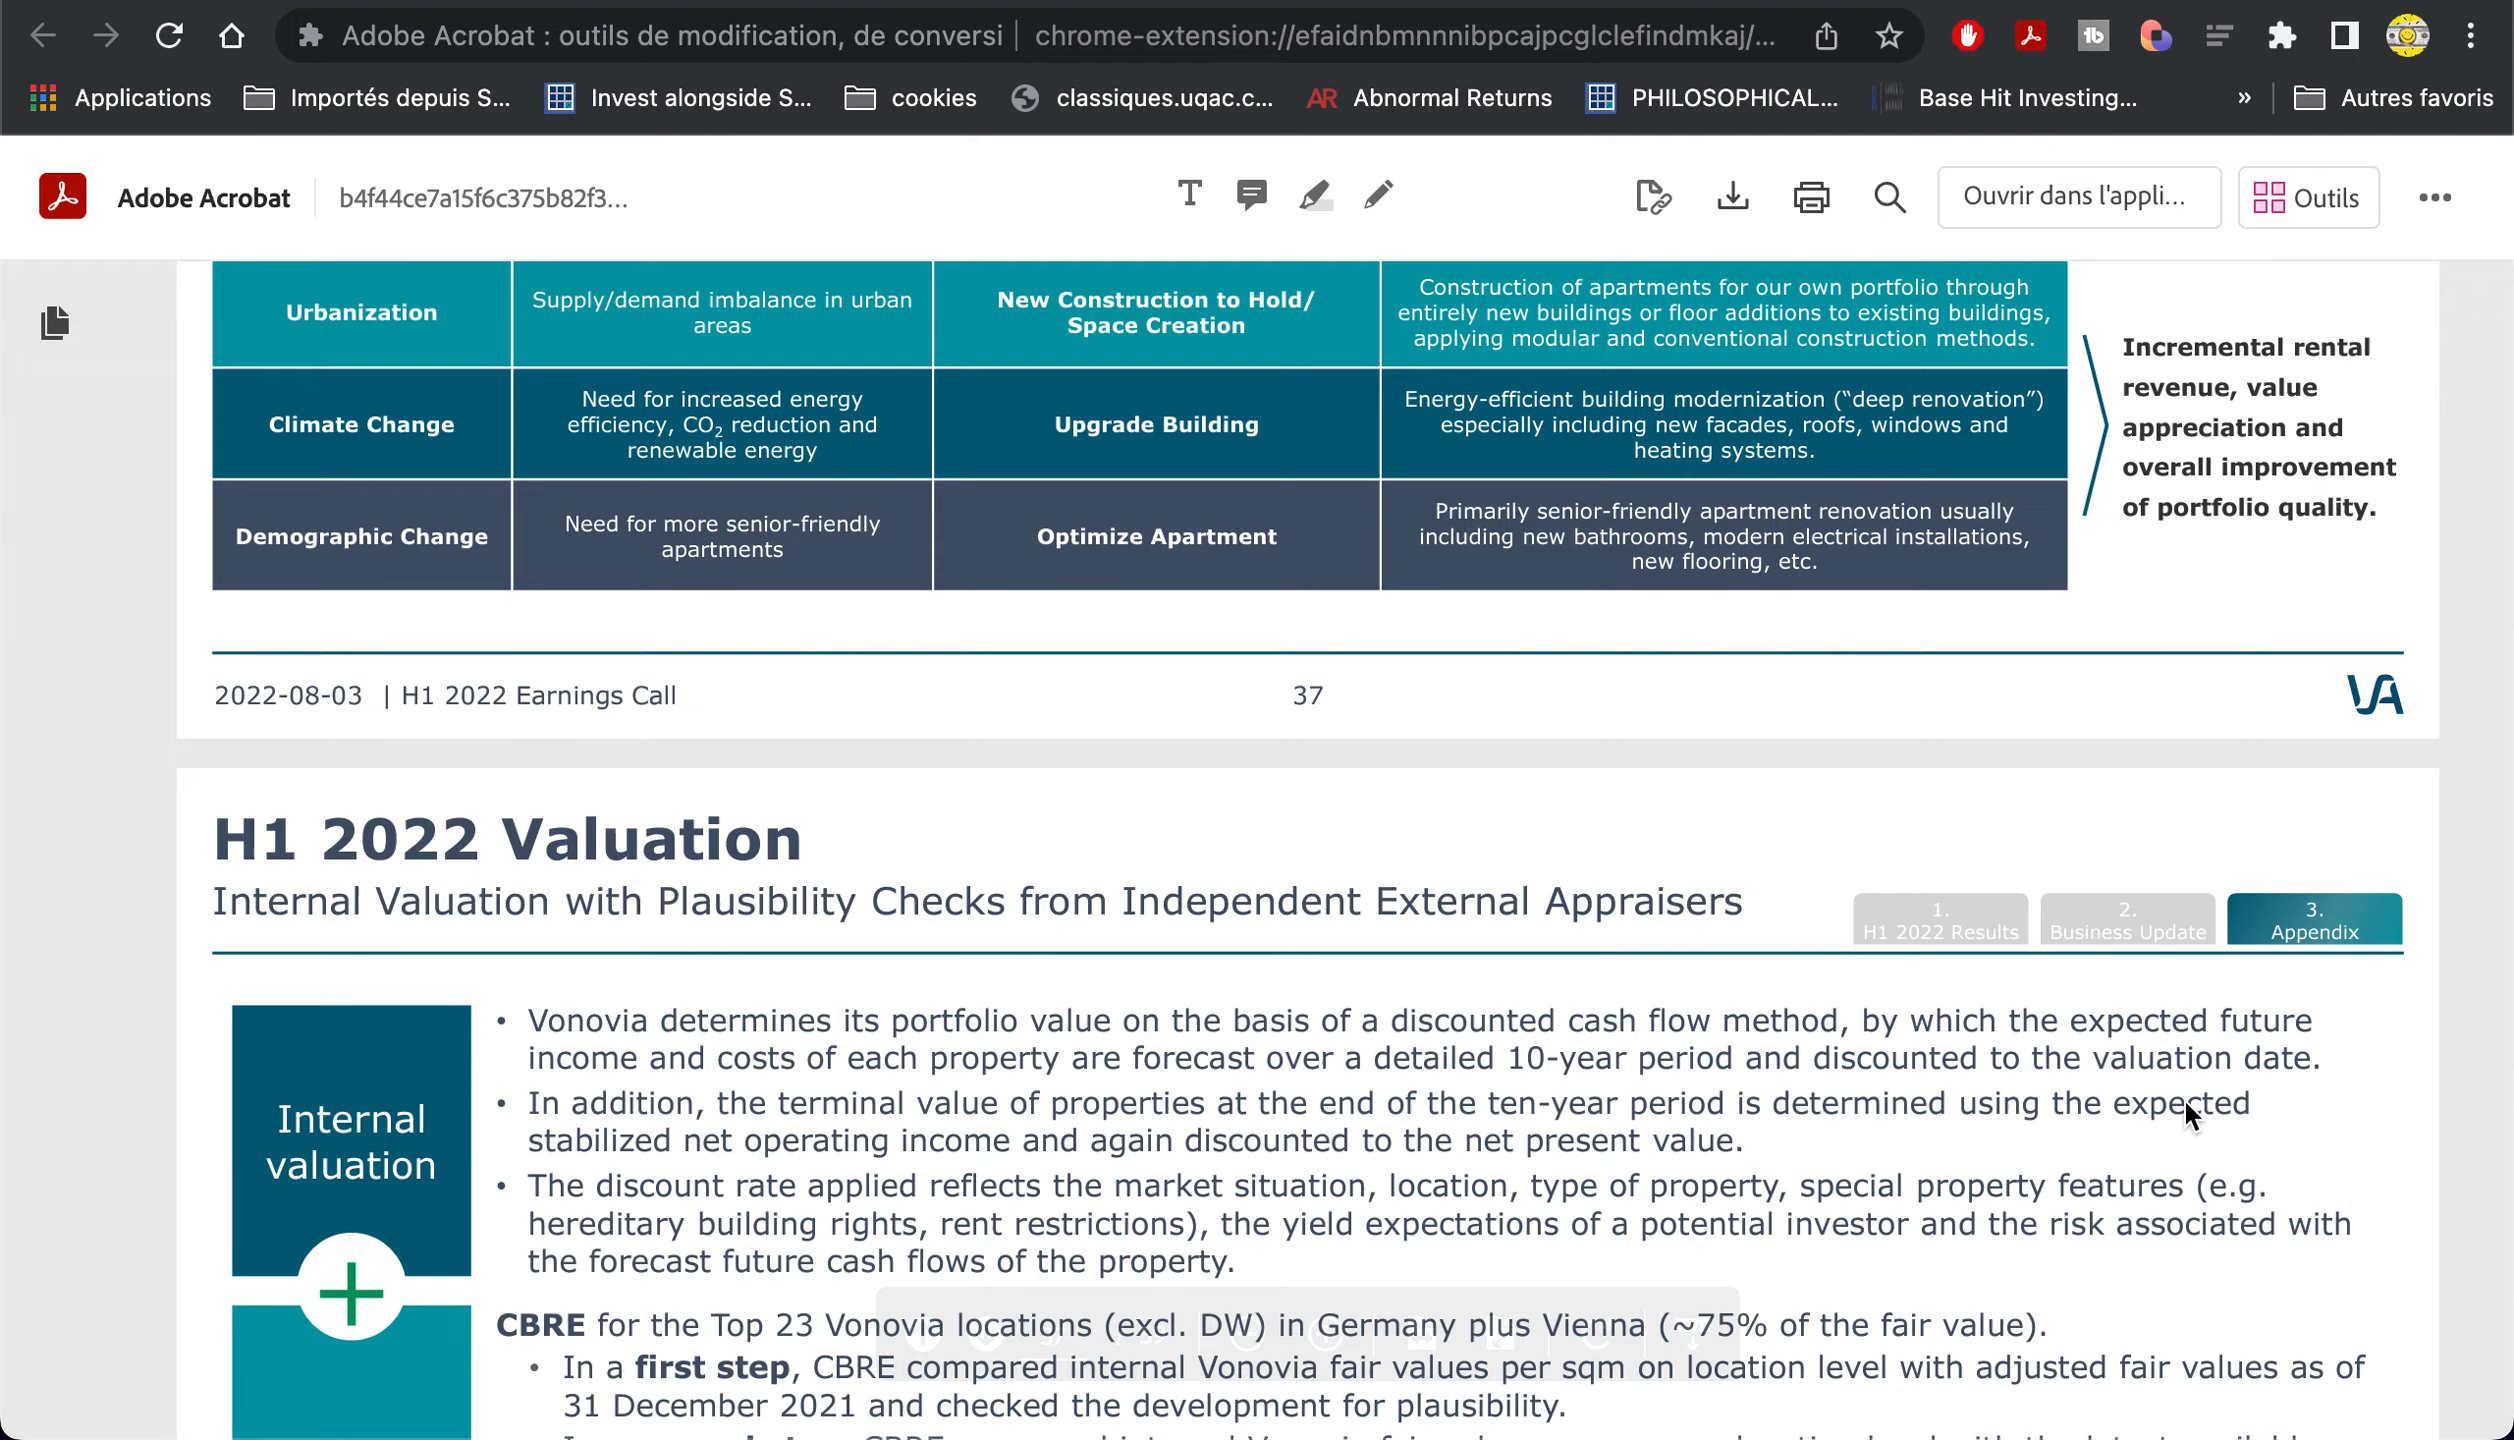 Adobe Acrobat : outils de modification, de conversi | chrome-extension://efaidnbmnnnibpcajpcglclefindmkaj/...
Applications Importés depuis S... Invest alongside S... cookies classiques.uqac.c... AR Abnormal Returns PHILOSOPHICAL... Base Hit Investing... » Autres favoris
Adobe Acrobat b4f44ce7a15f6c375b82f3... Ouvrir dans l'appli... Outils
Urbanization
Supply/demand imbalance in urban
areas
New Construction to Hold/
Space Creation
Construction of apartments for our own portfolio through
entirely new buildings or floor additions to existing buildings,
applying modular and conventional construction methods.
Climate Change
Need for increased energy
efficiency, CO2 reduction and
renewable energy
Upgrade Building
Energy-efficient building modernization (“deep renovation”)
especially including new facades, roofs, windows and
heating systems.
Demographic Change
Need for more senior-friendly
apartments
Optimize Apartment
Primarily senior-friendly apartment renovation usually
including new bathrooms, modern electrical installations,
new flooring, etc.
Incremental rental
revenue, value
appreciation and
overall improvement
of portfolio quality.
2022-08-03 | H1 2022 Earnings Call 37 VA
H1 2022 Valuation
Internal Valuation with Plausibility Checks from Independent External Appraisers
1.
H1 2022 Results
2.
Business Update
3.
Appendix
Internal
valuation
• Vonovia determines its portfolio value on the basis of a discounted cash flow method, by which the expected future
income and costs of each property are forecast over a detailed 10-year period and discounted to the valuation date.
• In addition, the terminal value of properties at the end of the ten-year period is determined using the expected
stabilized net operating income and again discounted to the net present value.
• The discount rate applied reflects the market situation, location, type of property, special property features (e.g.
hereditary building rights, rent restrictions), the yield expectations of a potential investor and the risk associated with
the forecast future cash flows of the property.
CBRE for the Top 23 Vonovia locations (excl. DW) in Germany plus Vienna (~75% of the fair value).
• In a first step, CBRE compared internal Vonovia fair values per sqm on location level with adjusted fair values as of
31 December 2021 and checked the development for plausibility.